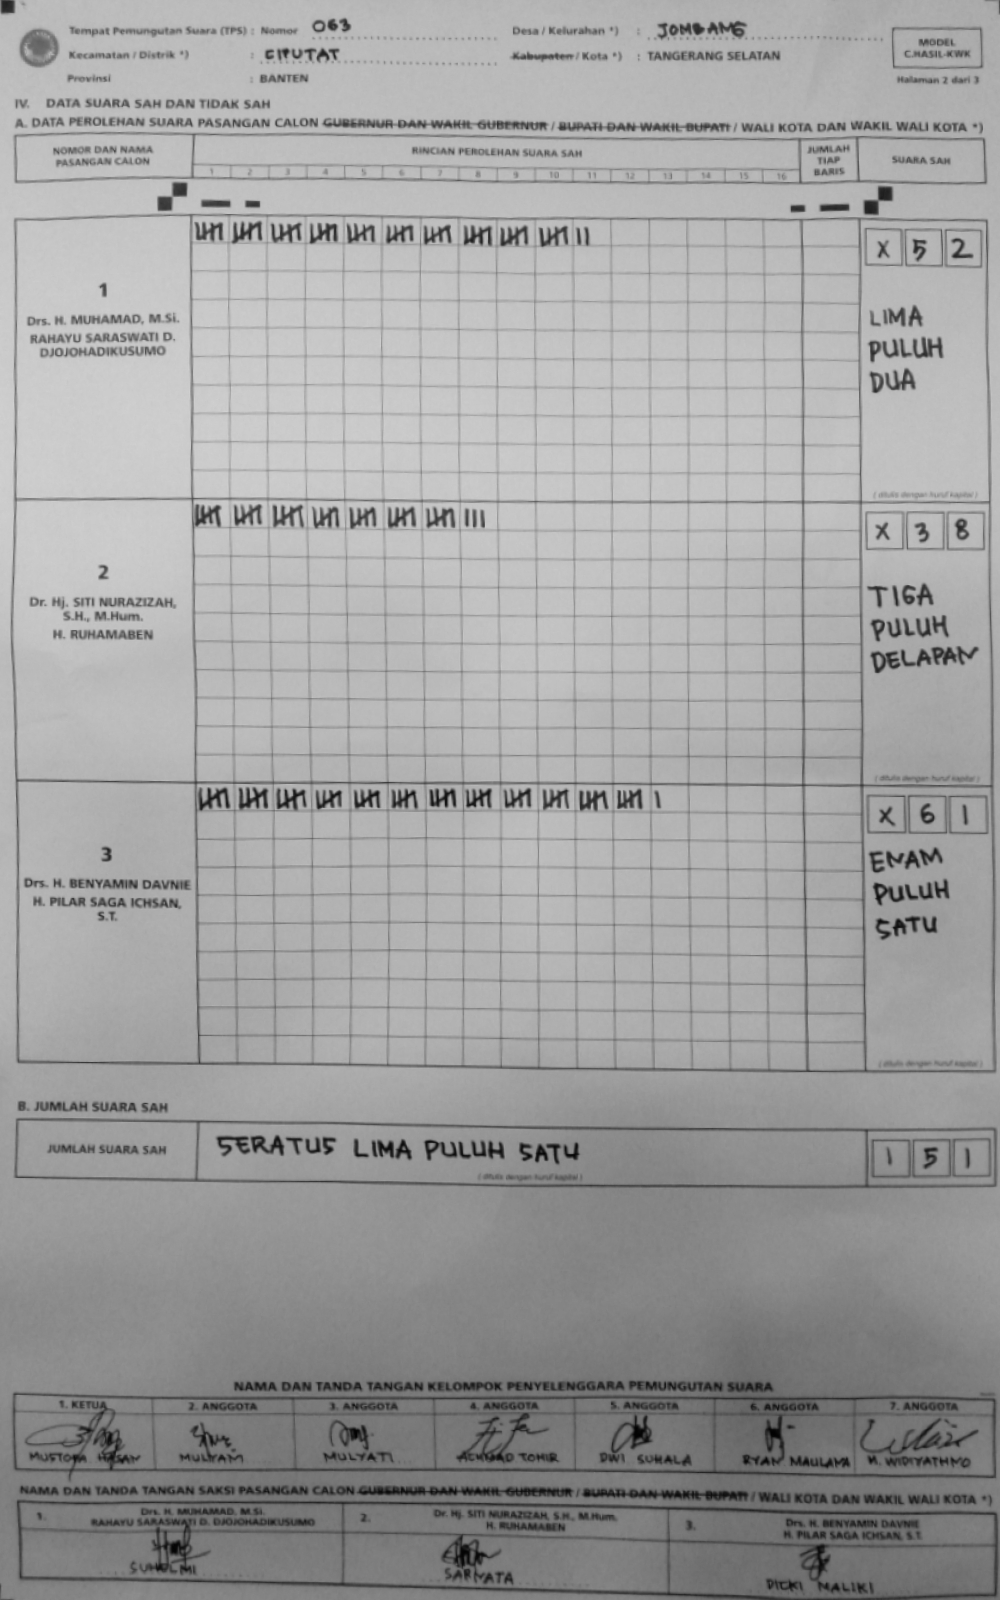 Tempat Pemungutan Suara (TPS) : Nomor 063 Desa / Kelurahan *) : JOMBANG
Kecamatan / Distrik *) : CIPUTAT Kabupaten / Kota *) : TANGERANG SELATAN
Provinsi : BANTEN
MODEL
C.HASIL-KWK
Halaman 2 dari 3
IV. DATA SUARA SAH DAN TIDAK SAH
A. DATA PEROLEHAN SUARA PASANGAN CALON GUBERNUR DAN WAKIL GUBERNUR / BUPATI DAN WAKIL BUPATI / WALI KOTA DAN WAKIL WALI KOTA *)
NOMOR DAN NAMA
PASANGAN CALON
RINCIAN PEROLEHAN SUARA SAH
1 2 3 4 5 6 7 8 9 10 11 12 13 14 15 16
JUMLAH
TIAP
BARIS
SUARA SAH
1
Drs. H. MUHAMAD, M.Si.
RAHAYU SARASWATI D.
DJOJOHADIKUSUMO
X 5 2
LIMA
PULUH
DUA
( ditulis dengan huruf kapital )
2
Dr. Hj. SITI NURAZIZAH,
S.H., M.Hum.
H. RUHAMABEN
X 3 8
TIGA
PULUH
DELAPAN
( ditulis dengan huruf kapital )
3
Drs. H. BENYAMIN DAVNIE
H. PILAR SAGA ICHSAN,
S.T.
X 6 1
ENAM
PULUH
SATU
( ditulis dengan huruf kapital )
B. JUMLAH SUARA SAH
JUMLAH SUARA SAH SERATUS LIMA PULUH SATU 1 5 1
( ditulis dengan huruf kapital )
NAMA DAN TANDA TANGAN KELOMPOK PENYELENGGARA PEMUNGUTAN SUARA
1. KETUA 2. ANGGOTA 3. ANGGOTA 4. ANGGOTA 5. ANGGOTA 6. ANGGOTA 7. ANGGOTA
MUSTOPA HASAN MULYAM MULYATI ACHMAD TOHIR DWI SUHALA RYAN MAULANA H. WIDIYATHNO
NAMA DAN TANDA TANGAN SAKSI PASANGAN CALON GUBERNUR DAN WAKIL GUBERNUR / BUPATI DAN WAKIL BUPATI / WALI KOTA DAN WAKIL WALI KOTA *)
1. Drs. H. MUHAMAD, M.Si.
RAHAYU SARASWATI D. DJOJOHADIKUSUMO
SUHELMI
2. Dr. Hj. SITI NURAZIZAH, S.H., M.Hum.
H. RUHAMABEN
SARNATA
3. Drs. H. BENYAMIN DAVNIE
H. PILAR SAGA ICHSAN, S.T.
DICKI MALIKI